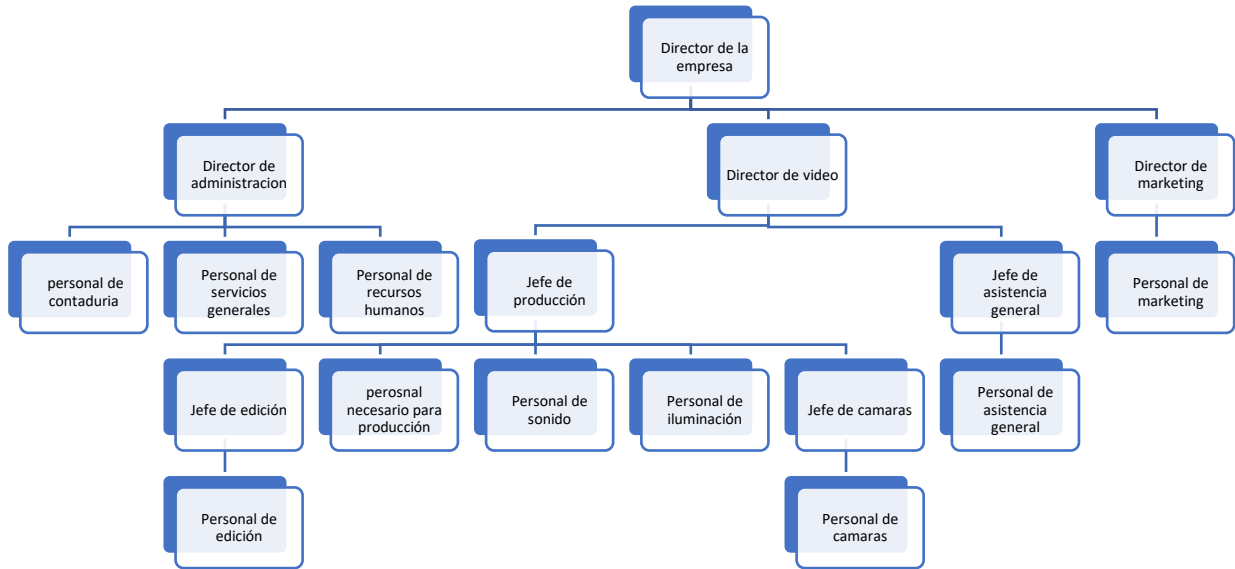 Director de la
empresa
Director de
administracion
Director de video
Director de
marketing
personal de
contaduria
Personal de
servicios
generales
Personal de
recursos
humanos
Jefe de
producción
Jefe de
asistencia
general
Personal de
marketing
Jefe de edición
perosnal
necesario para
producción
Personal de
sonido
Personal de
iluminación
Jefe de camaras
Personal de
asistencia
general
Personal de
edición
Personal de
camaras